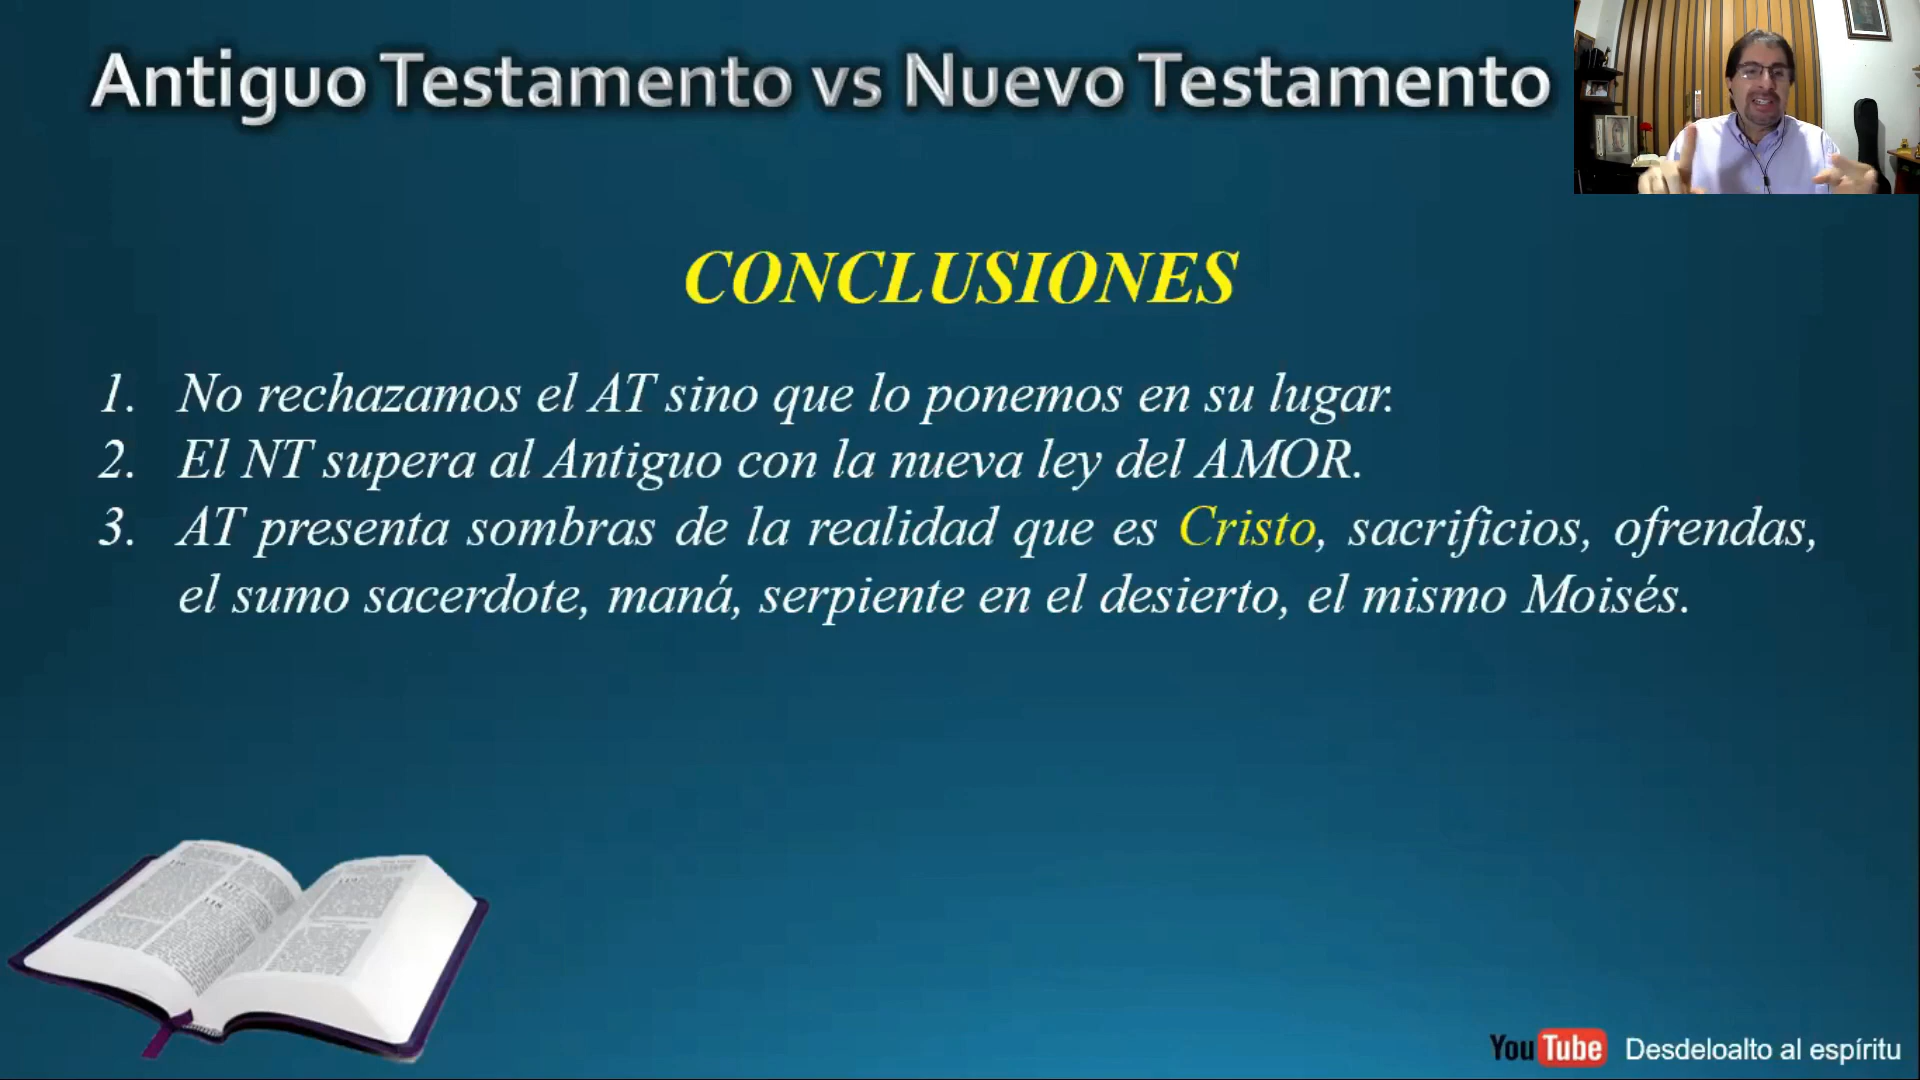 Antiguo Testamento vs Nuevo Testamento
CONCLUSIONES
1. No rechazamos el AT sino que lo ponemos en su lugar.
2. El NT supera al Antiguo con la nueva ley del AMOR.
3. AT presenta sombras de la realidad que es Cristo, sacrificios, ofrendas,
el sumo sacerdote, maná, serpiente en el desierto, el mismo Moisés.
YouTube Desdeloalto al espíritu